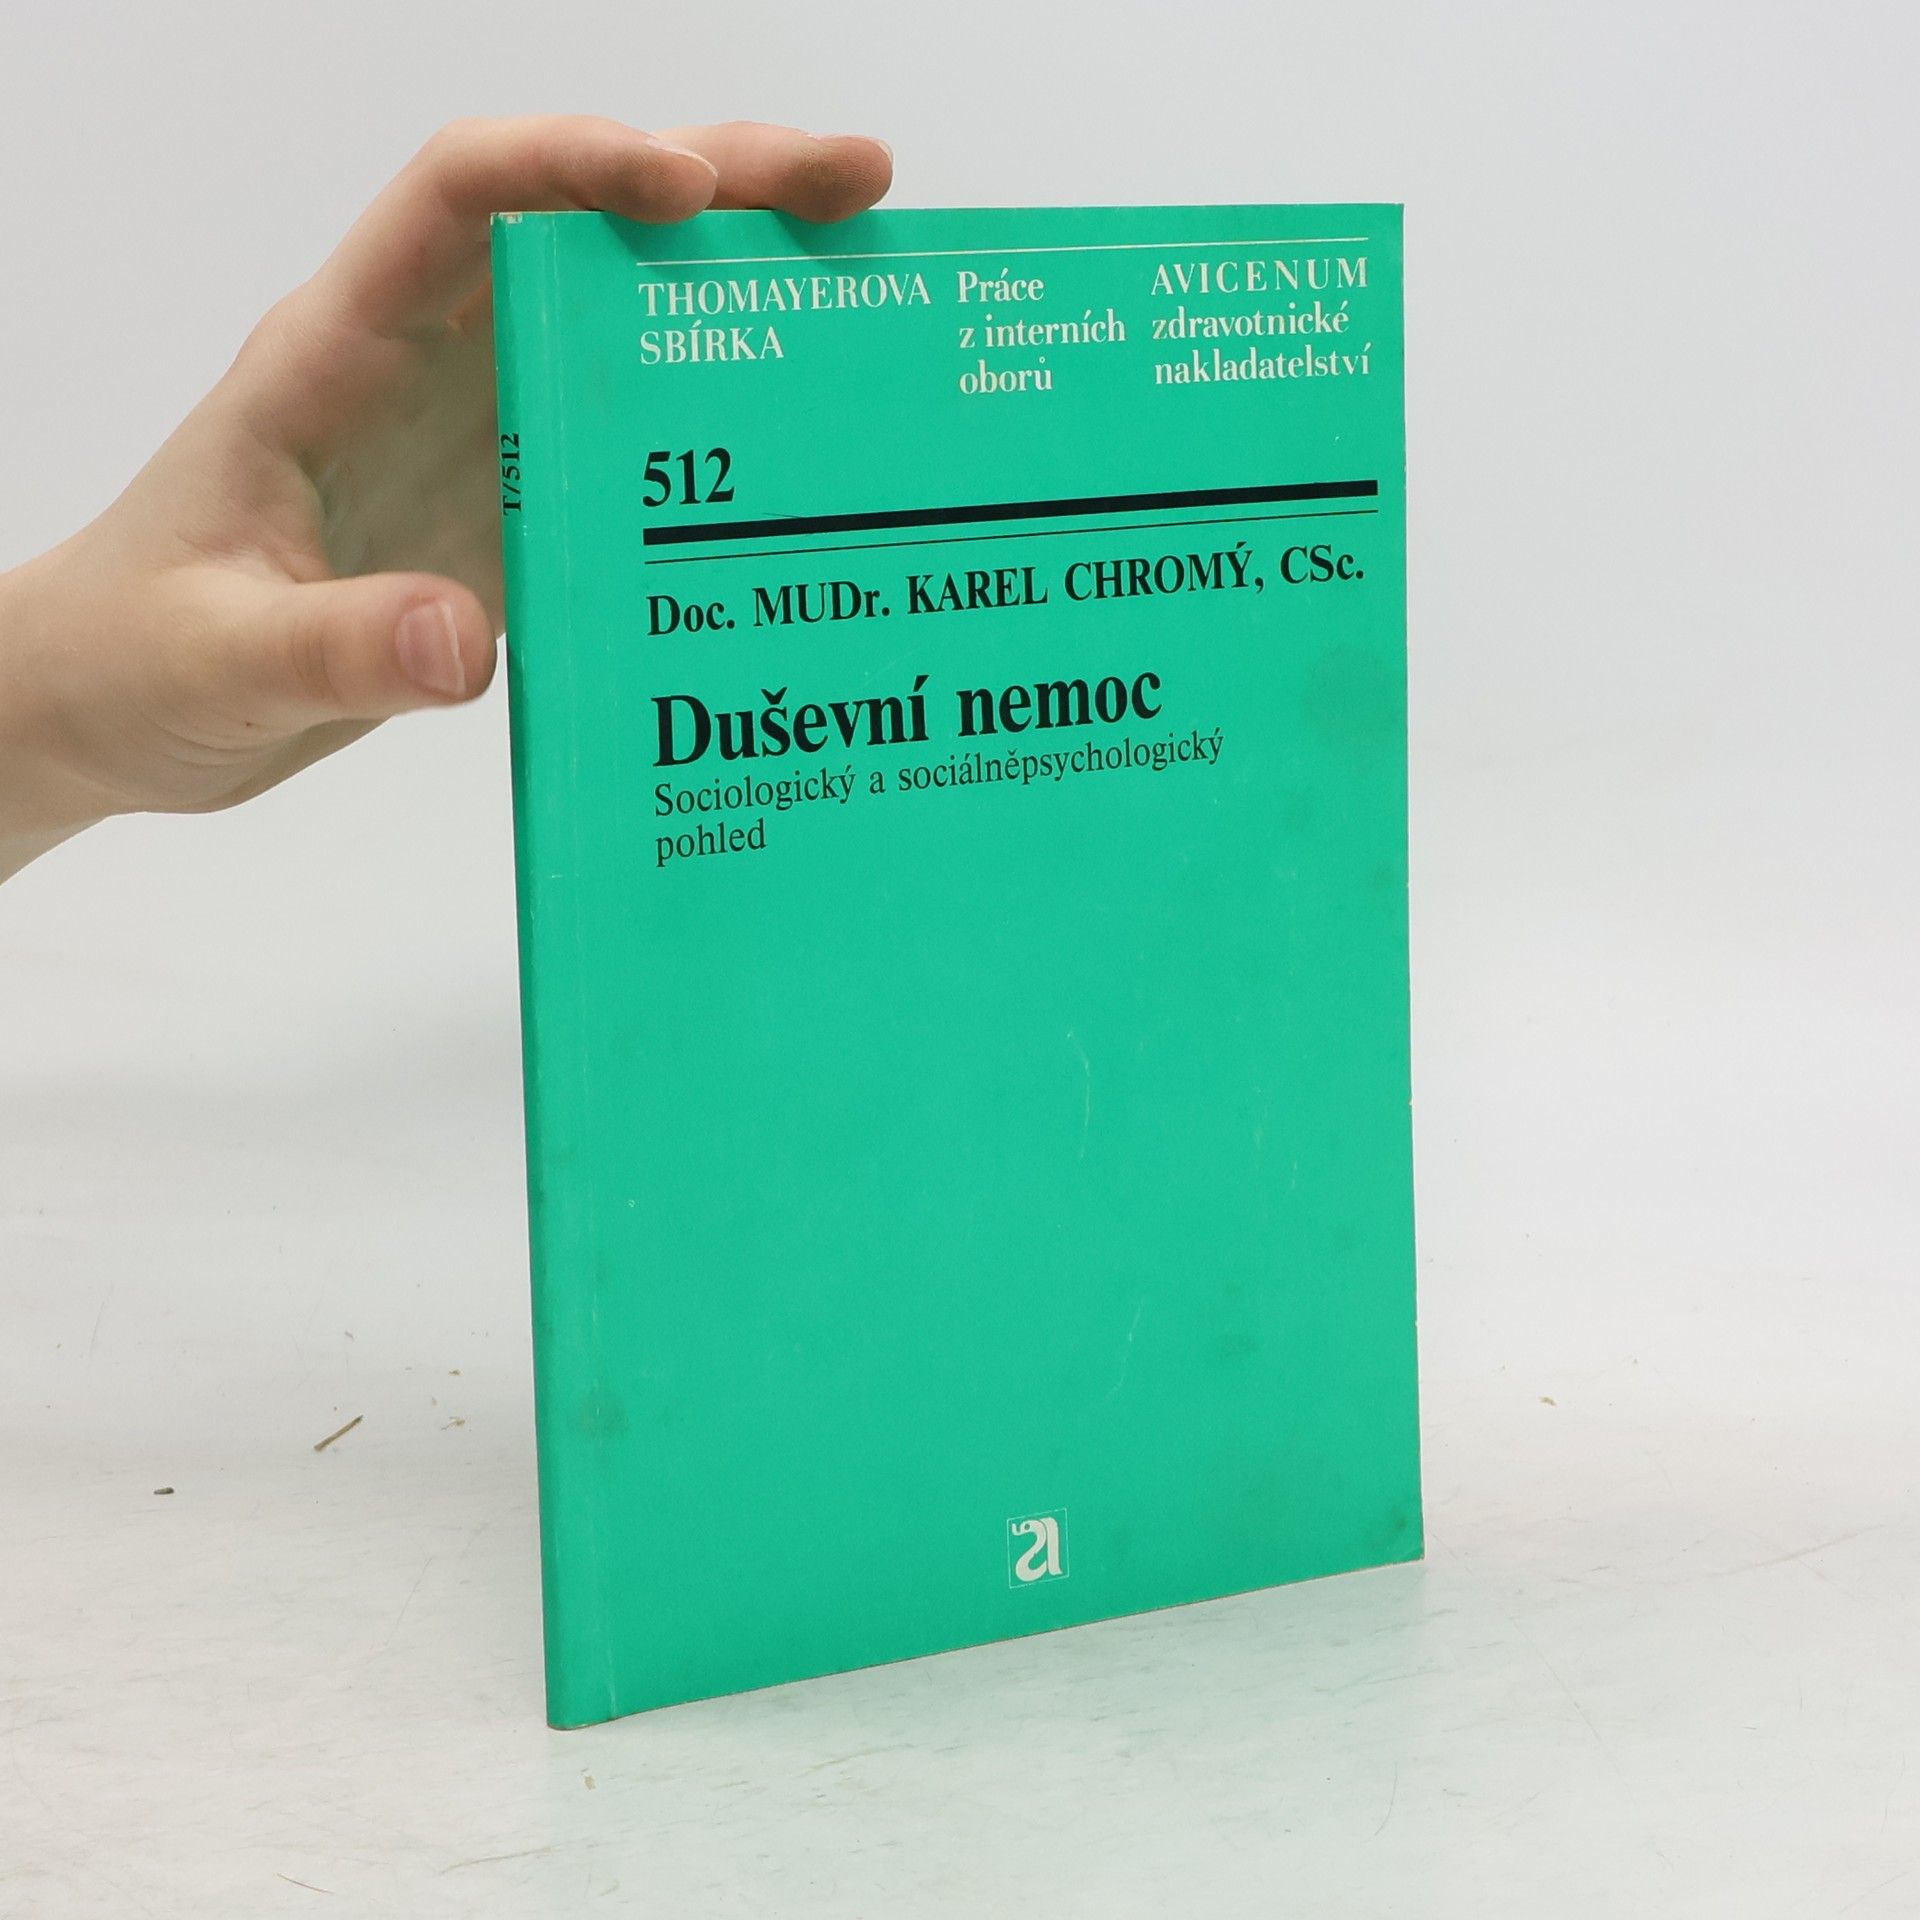 THOMAYEROVA
SBÍRKA
Práce
z interních
oborů
AVICENUM
zdravotnické
nakladatelství
T/512
512
Doc. MUDr. KAREL CHROMÝ, CSc.
Duševní nemoc
Sociologický a sociálněpsychologický
pohled